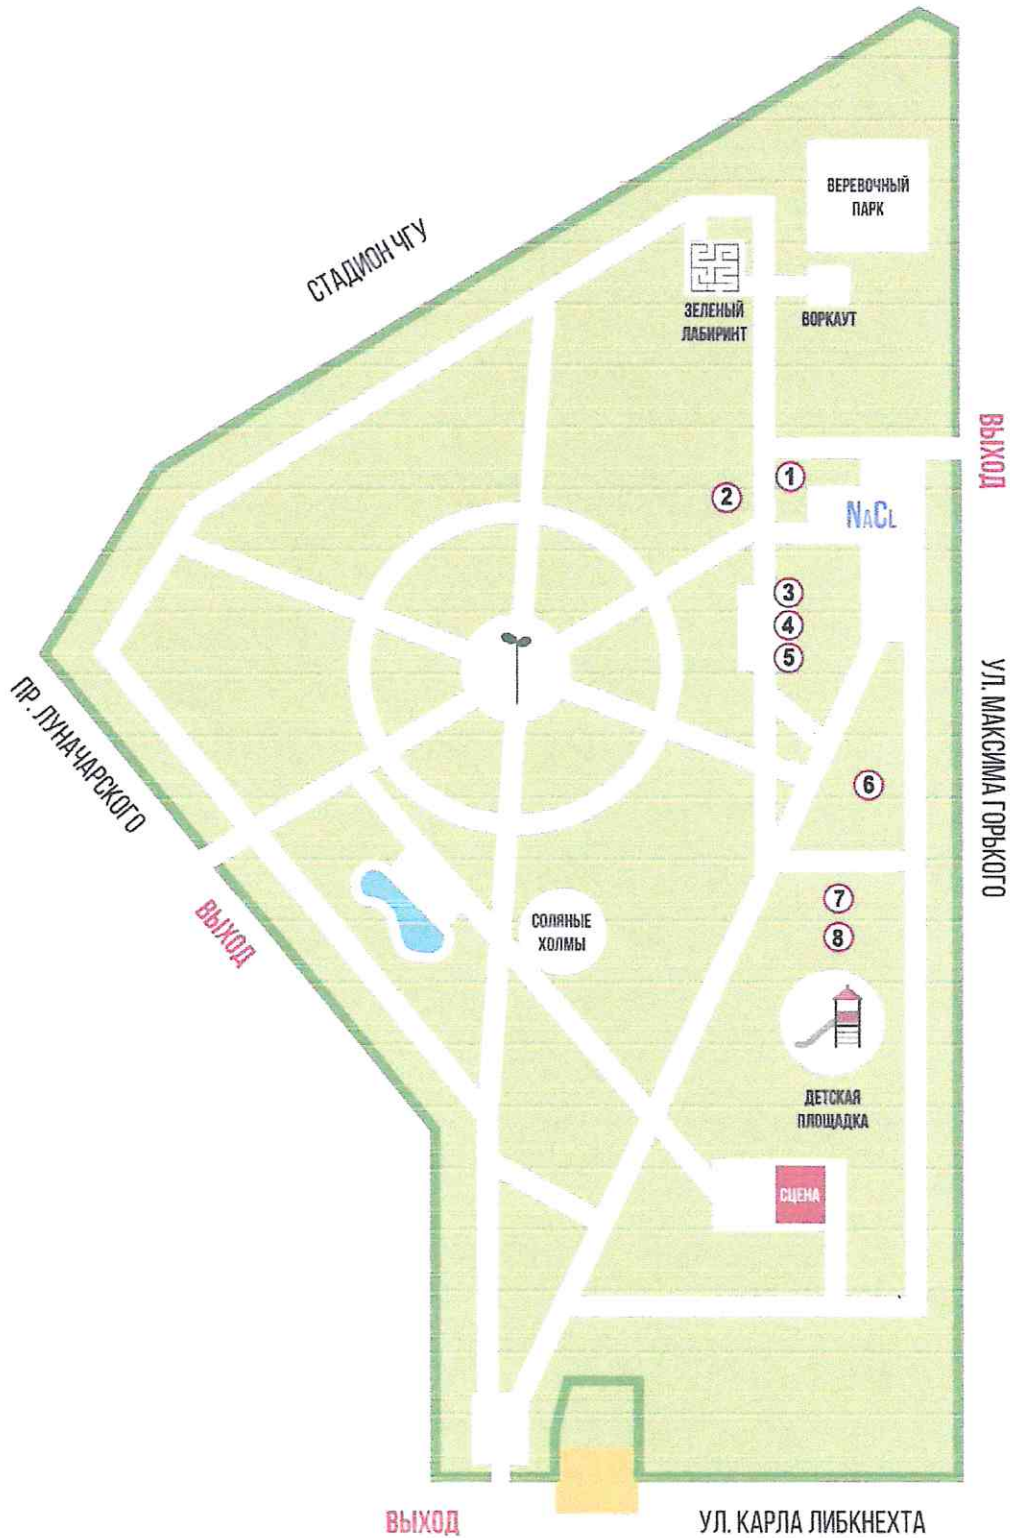 ВЕРЕВОЧНЫЙ
ПАРК
СТАДИОН ЧГУ
ЗЕЛЕНЫЙ
ЛАБИРИНТ
ВОРКАУТ
ВЫХОД
1
2
NaCl
3
4
5
ПР. ЛУНАЧАРСКОГО
УЛ. МАКСИМА ГОРЬКОГО
6
7
8
ВЫХОД
СОЛЯНЫЕ
ХОЛМЫ
ДЕТСКАЯ
ПЛОЩАДКА
СЦЕНА
ВЫХОД
УЛ. КАРЛА ЛИБКНЕХТА